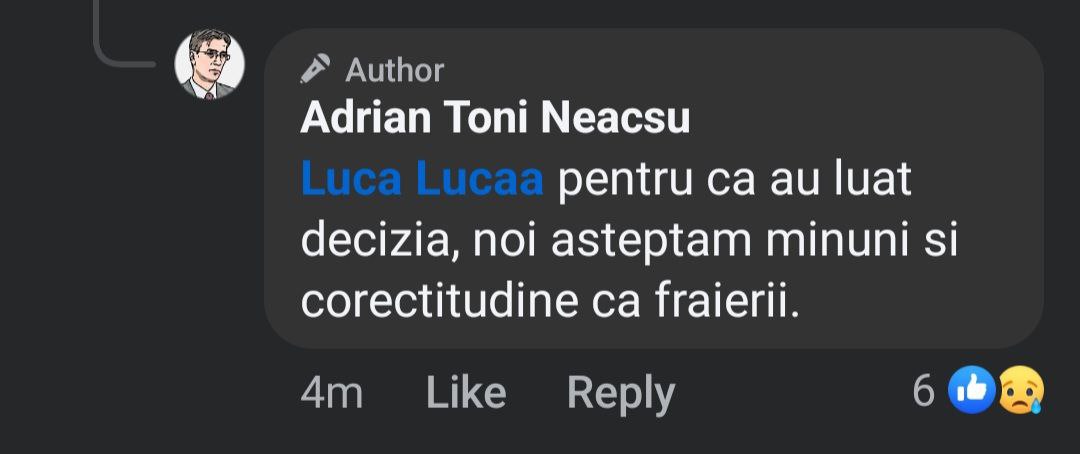 Author
Adrian Toni Neacsu
Luca Lucaa pentru ca au luat
decizia, noi asteptam minuni si
corectitudine ca fraierii.
4m Like Reply 6